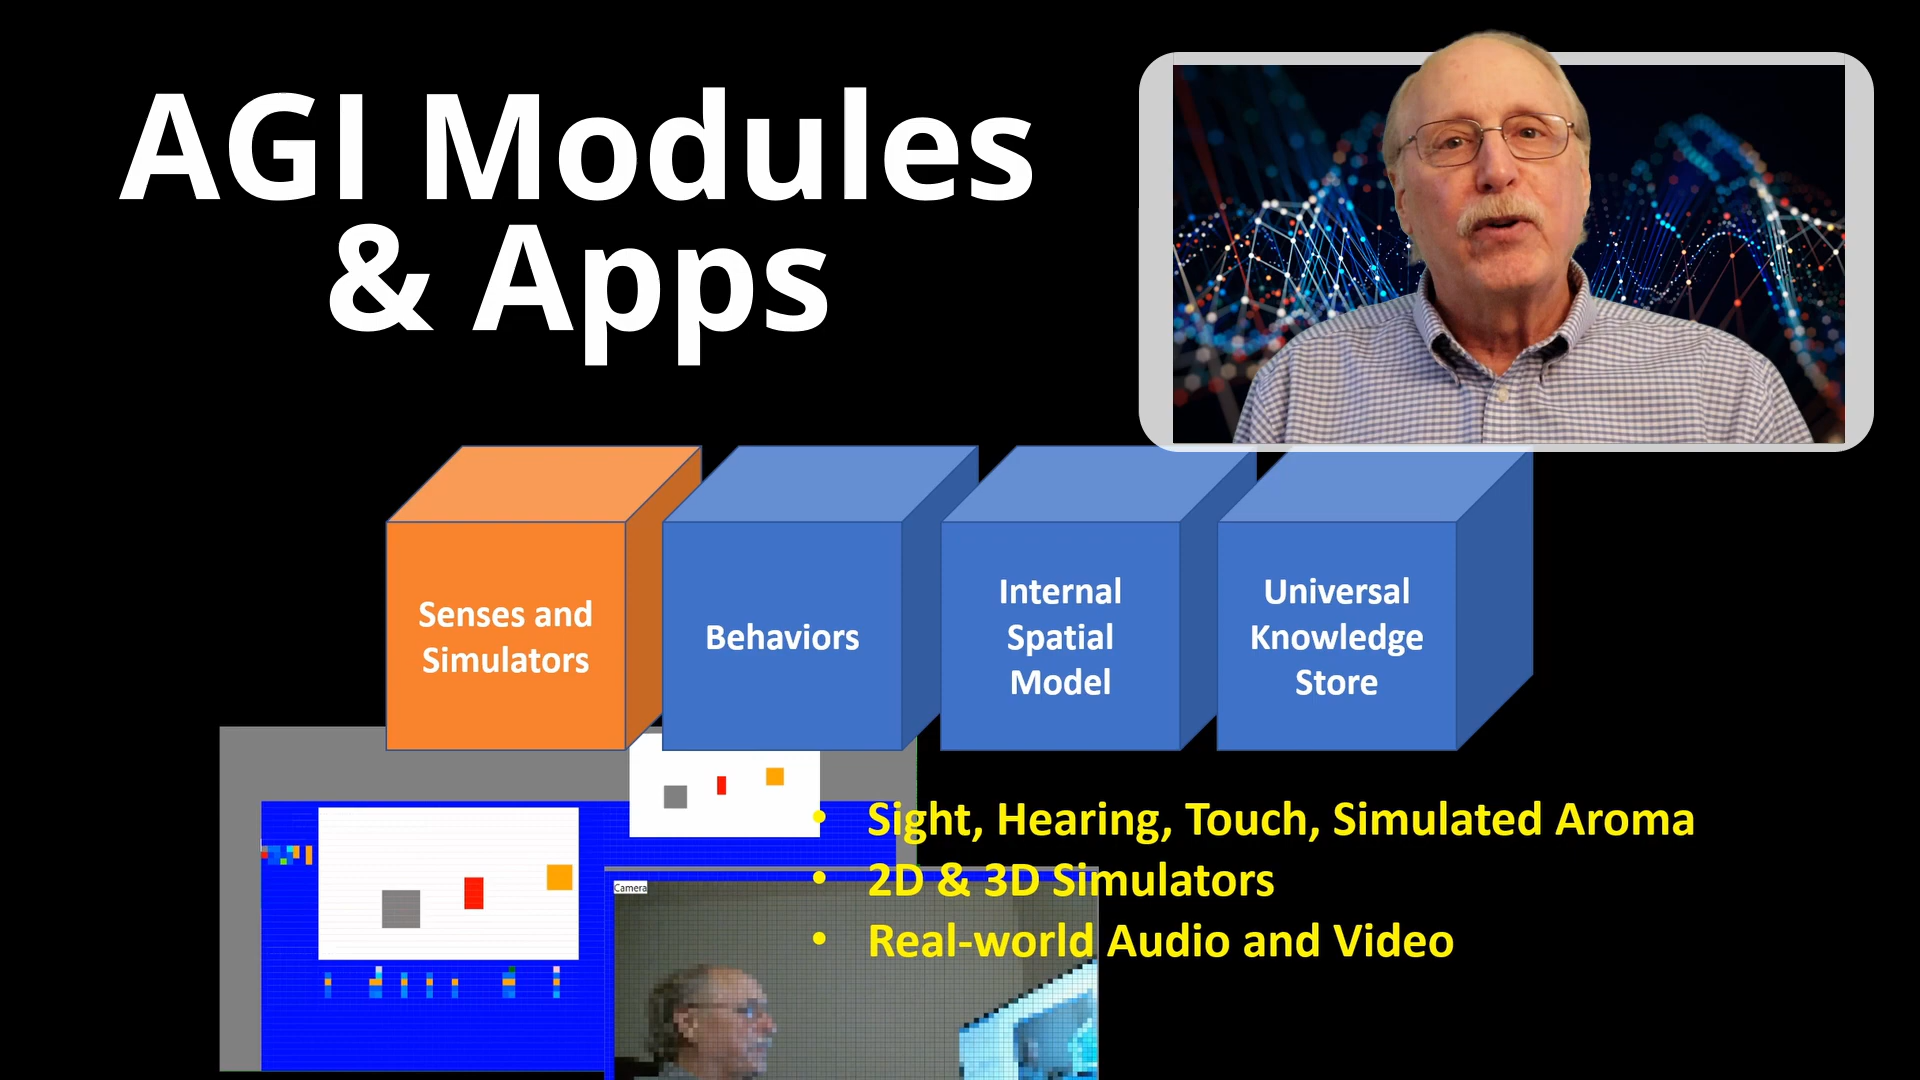 AGI Modules
& Apps
Senses and
Simulators
Behaviors
Internal
Spatial
Model
Universal
Knowledge
Store
• Sight, Hearing, Touch, Simulated Aroma
• 2D & 3D Simulators
• Real-world Audio and Video
Camera